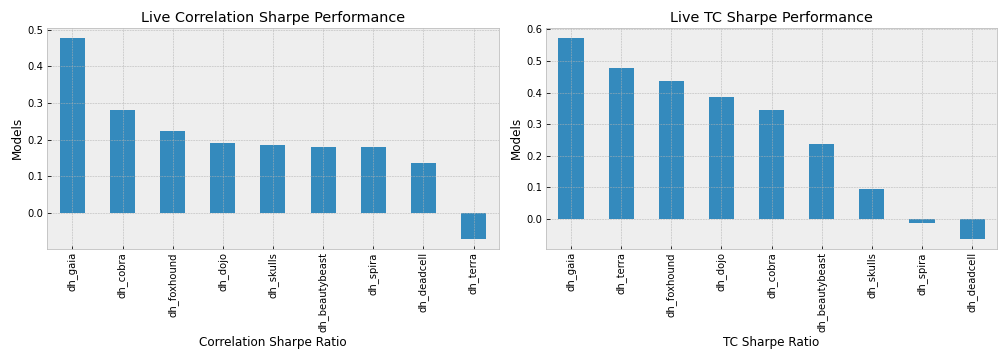 Live Correlation Sharpe Performance
0.5
0.4
0.3
0.2
0.1
0.0
Models
dh_gaia
dh_cobra
dh_foxhound
dh_dojo
dh_skulls
dh_beautybeast
dh_spira
dh_deadcell
dh_terra
Correlation Sharpe Ratio
Live TC Sharpe Performance
0.6
0.5
0.4
0.3
0.2
0.1
0.0
Models
dh_gaia
dh_terra
dh_foxhound
dh_dojo
dh_cobra
dh_beautybeast
dh_skulls
dh_spira
dh_deadcell
TC Sharpe Ratio